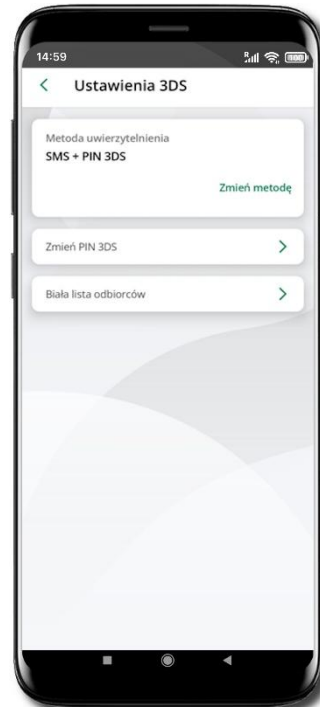 14:59
Ustawienia 3DS
Metoda uwierzytelnienia
SMS + PIN 3DS
Zmień metodę
Zmień PIN 3DS
Biała lista odbiorców